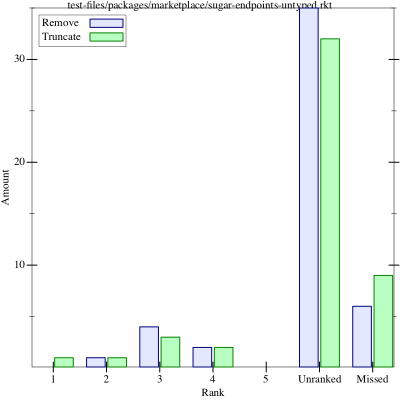 test-files/packages/marketplace/sugar-endpoints-untyped.rkt
Remove
Truncate
30
20
10
Amount
1 2 3 4 5 Unranked Missed
Rank